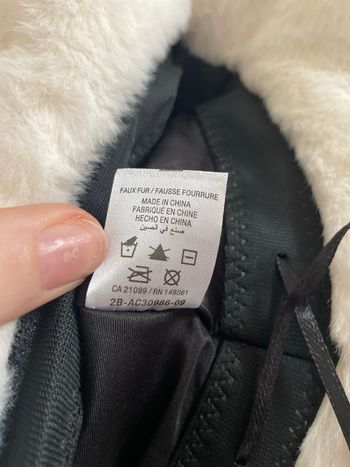 FAUX FUR / FAUSSE FOURRURE
MADE IN CHINA
FABRIQUÉ EN CHINE
HECHO EN CHINA
صنع في الصين
CA 21099 / RN 148061
2B-AC30986-09